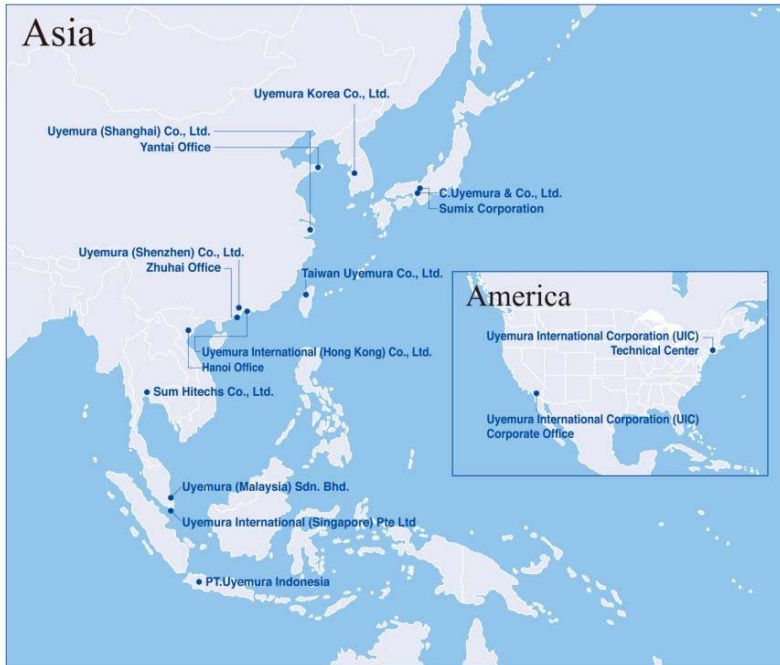 Asia
Uyemura Korea Co., Ltd.
Uyemura (Shanghai) Co., Ltd.
Yantai Office
C.Uyemura & Co., Ltd.
Sumix Corporation
Uyemura (Shenzhen) Co., Ltd.
Zhuhai Office
Taiwan Uyemura Co., Ltd.
Uyemura International (Hong Kong) Co., Ltd.
Hanoi Office
Sum Hitechs Co., Ltd.
Uyemura (Malaysia) Sdn. Bhd.
Uyemura International (Singapore) Pte Ltd
PT.Uyemura Indonesia
America
Uyemura International Corporation (UIC)
Technical Center
Uyemura International Corporation (UIC)
Corporate Office